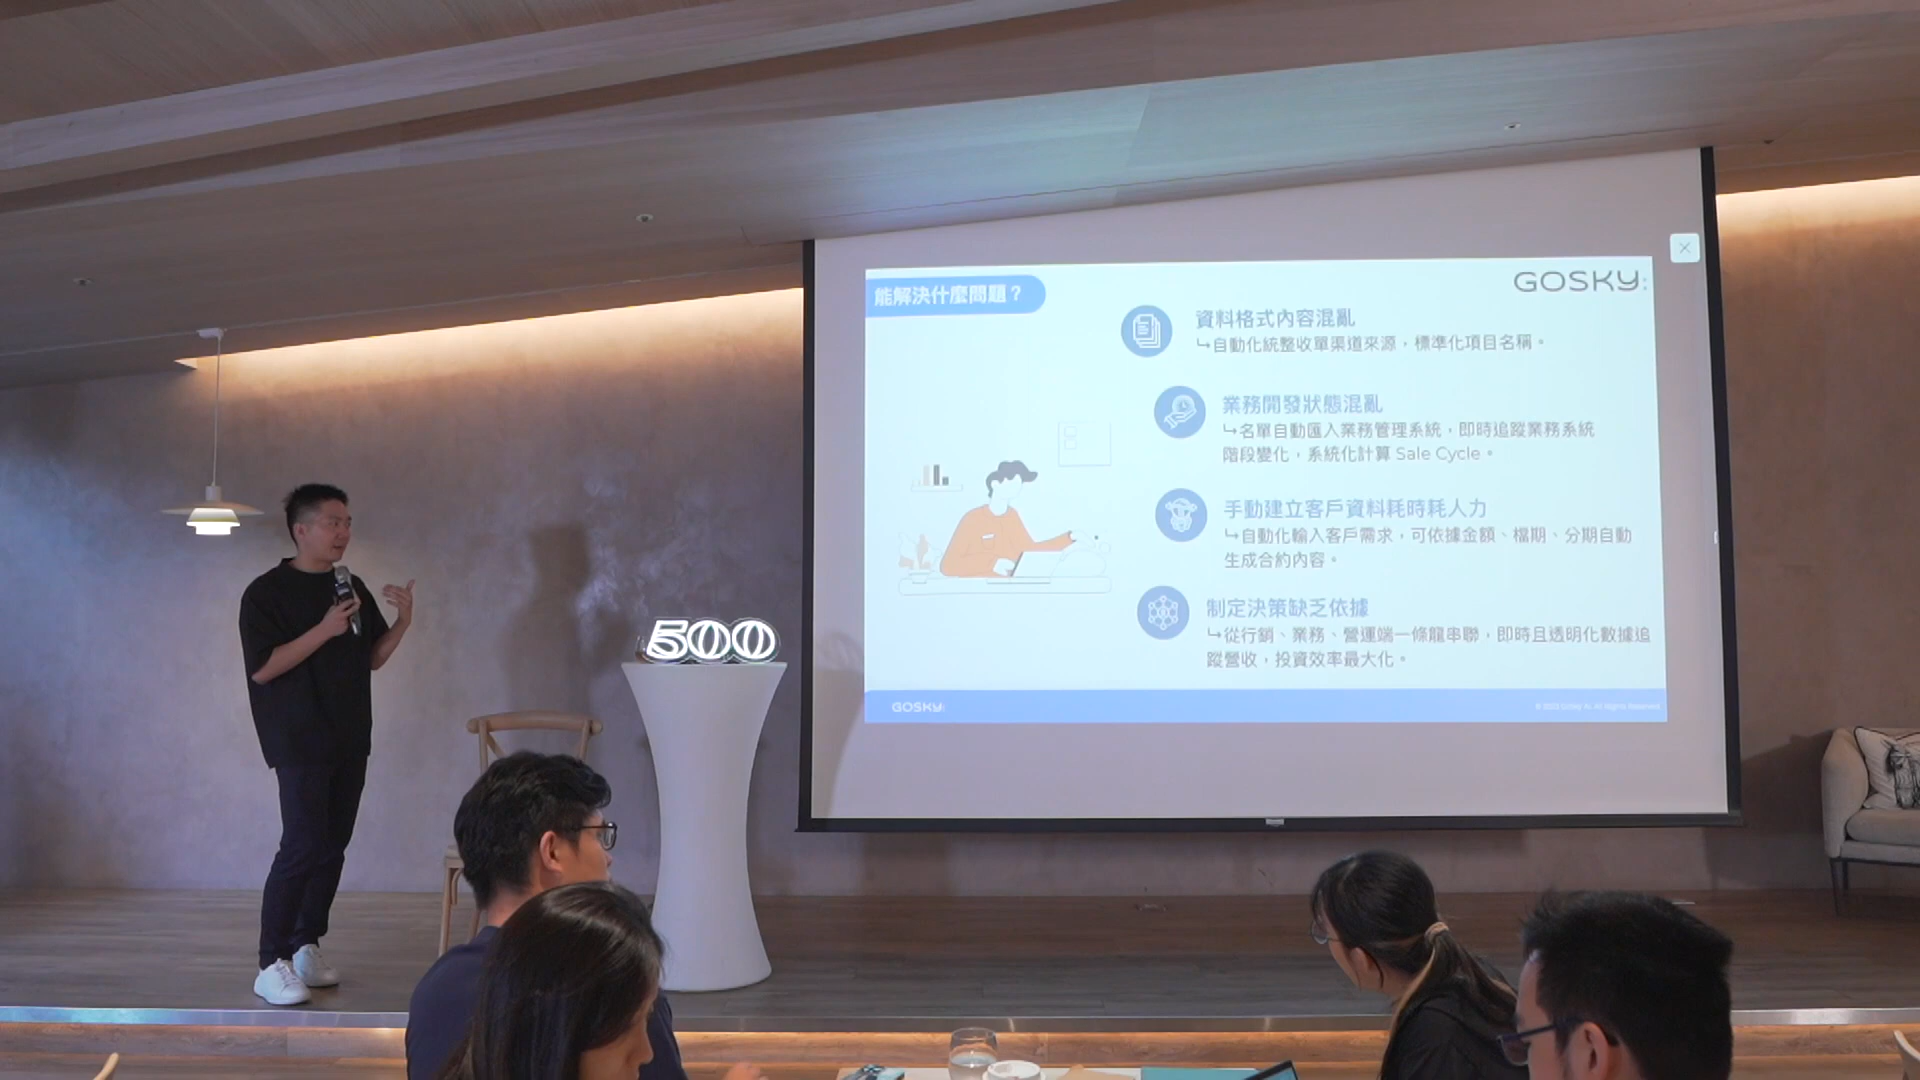 能解決什麼問題？
GOSKY:
資料格式內容混亂
↪自動化統整收單渠道來源，標準化項目名稱。
業務開發狀態混亂
↪名單自動匯入業務管理系統，即時追蹤業務系統
階段變化，系統化計算 Sale Cycle。
手動建立客戶資料耗時耗人力
↪自動化輸入客戶需求，可依據金額、檔期、分期自動
生成合約內容。
制定決策缺乏依據
↪從行銷、業務、營運端一條龍串聯，即時且透明化數據追
蹤營收，投資效率最大化。
GOSKY:
© 2023 GoSky AI. All Rights Reserved.
500